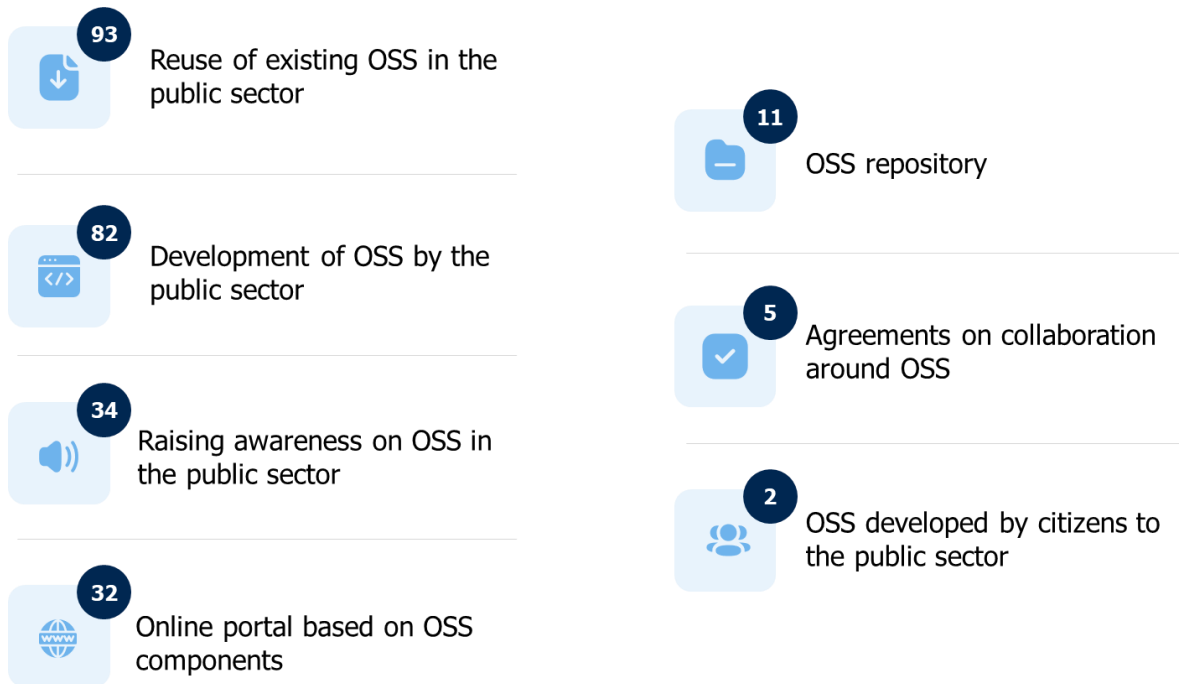 93
Reuse of existing OSS in the
public sector
82
Development of OSS by the
public sector
34
Raising awareness on OSS in
the public sector
32
www
Online portal based on OSS
components
11
OSS repository
5
Agreements on collaboration
around OSS
2
OSS developed by citizens to
the public sector